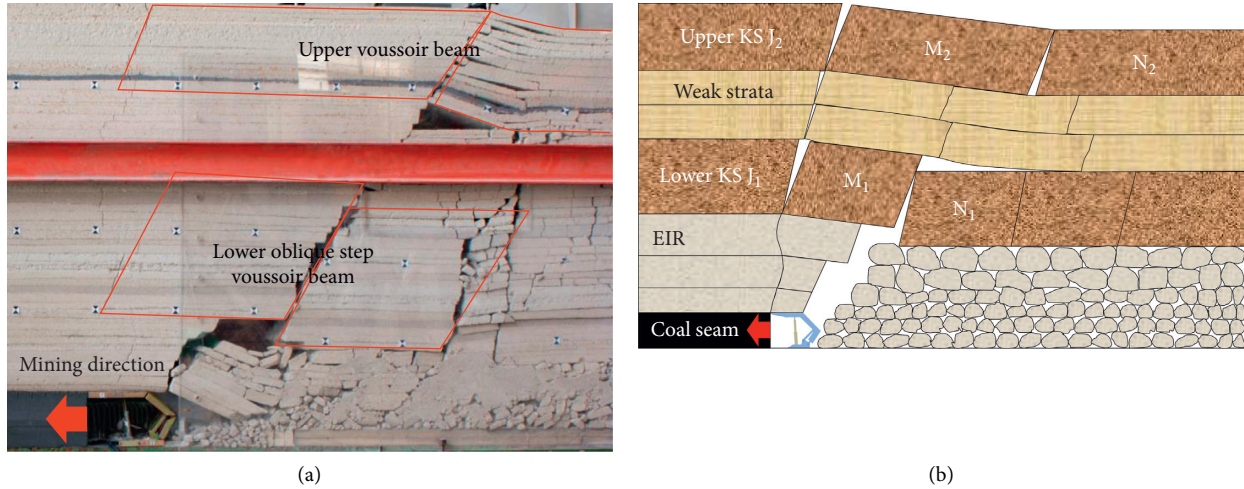 Upper voussoir beam
Lower oblique step
voussoir beam
Mining direction
(a)
Upper KS J₂
M₂
N₂
Weak strata
Lower KS J₁
M₁
N₁
EIR
Coal seam
(b)